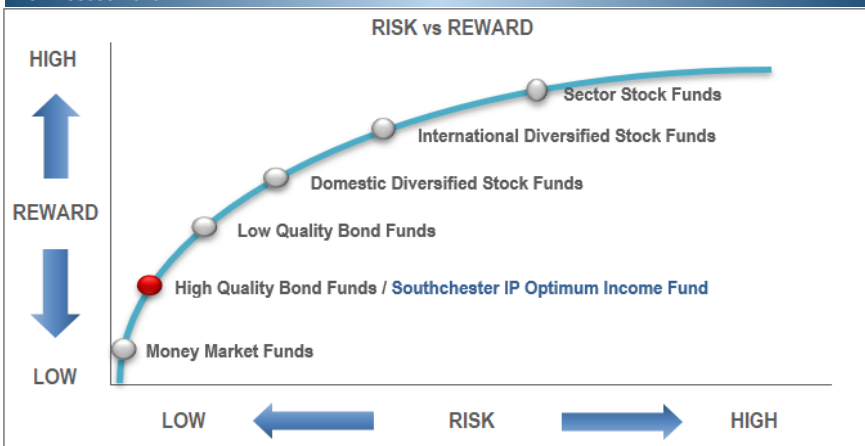 RISK vs REWARD
HIGH
Sector Stock Funds
International Diversified Stock Funds
Domestic Diversified Stock Funds
REWARD
Low Quality Bond Funds
High Quality Bond Funds / Southchester IP Optimum Income Fund
Money Market Funds
LOW
LOW RISK HIGH